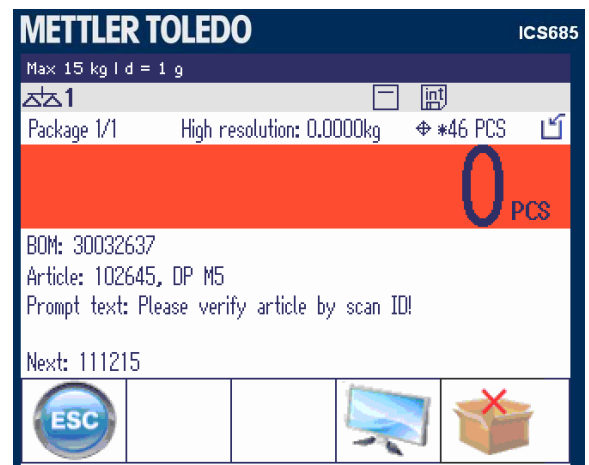 METTLER TOLEDO ICS685
Max 15 kg | d = 1 g
1 int
Package 1/1 High resolution: 0.0000kg *46 PCS
0 PCS
BOM: 30032637
Article: 102645, DP M5
Prompt text: Please verify article by scan ID!
Next: 111215
ESC